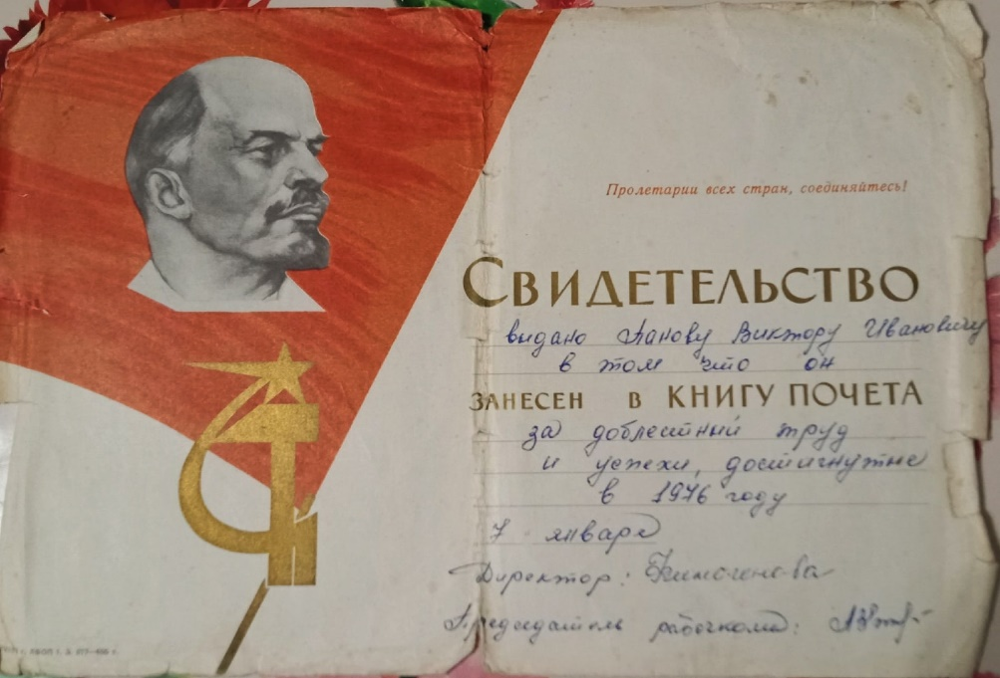 Пролетарии всех стран, соединяйтесь!
СВИДЕТЕЛЬСТВО
выдано Панову Виктору Ивановичу
в том что он
ЗАНЕСЕН В КНИГУ ПОЧЕТА
за доблестный труд
и успехи, достигнутые
в 1976 году
7 января
Директор:
Председатель рабочкома: